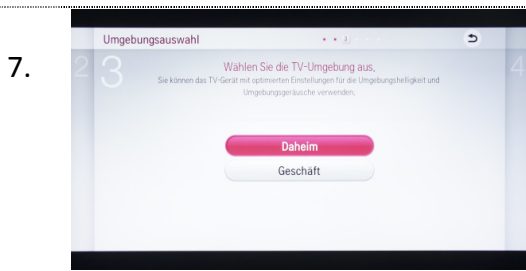 7.
Umgebungsauswahl
3
2
3
4
Wählen Sie die TV-Umgebung aus.
Sie können das TV-Gerät mit optimierten Einstellungen für die Umgebungshelligkeit und
Umgebungsgeräusche verwenden.
Daheim
Geschäft